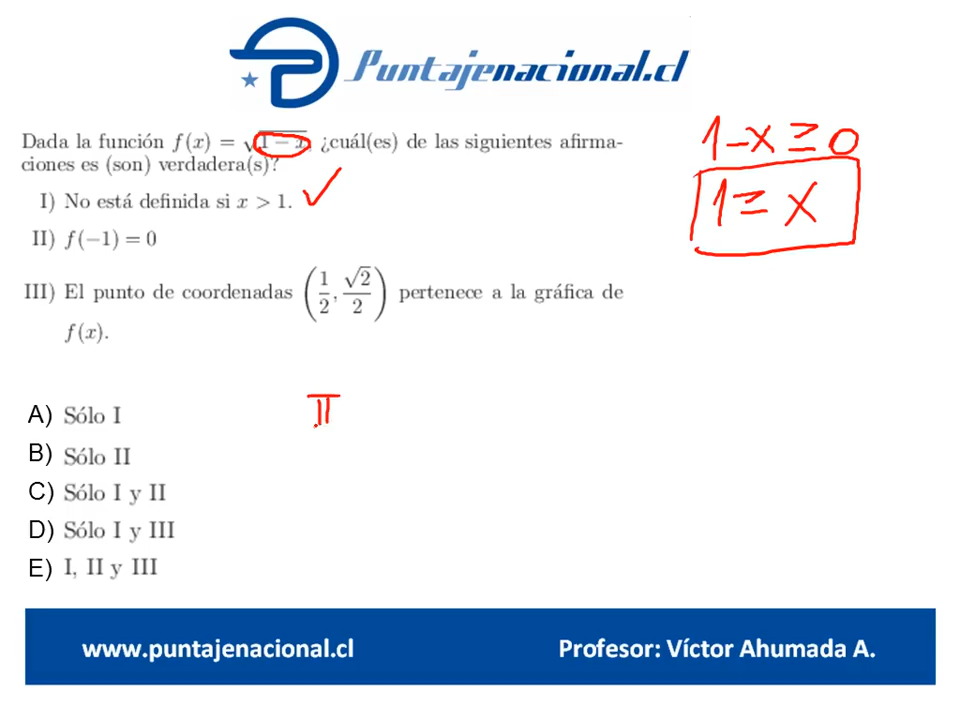 Puntajenacional.cl
Dada la función f(x) = √(1 − x), ¿cuál(es) de las siguientes afirma-
ciones es (son) verdadera(s)?
I) No está definida si x > 1. ✓
II) f(−1) = 0
III) El punto de coordenadas (1/2, √2/2) pertenece a la gráfica de
f(x).
1-x ≥ 0
1 ≥ x
A) Sólo I
B) Sólo II
C) Sólo I y II
D) Sólo I y III
E) I, II y III
II
www.puntajenacional.cl
Profesor: Víctor Ahumada A.